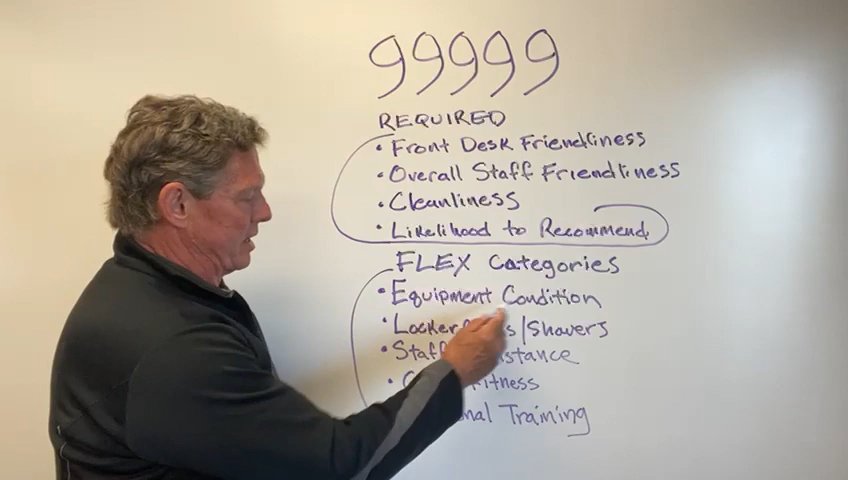 99999
REQUIRED
• Front Desk Friendliness
• Overall Staff Friendliness
• Cleanliness
• Likelihood to Recommend
FLEX Categories
• Equipment Condition
• Locker /Showers
• Staff
•
Training